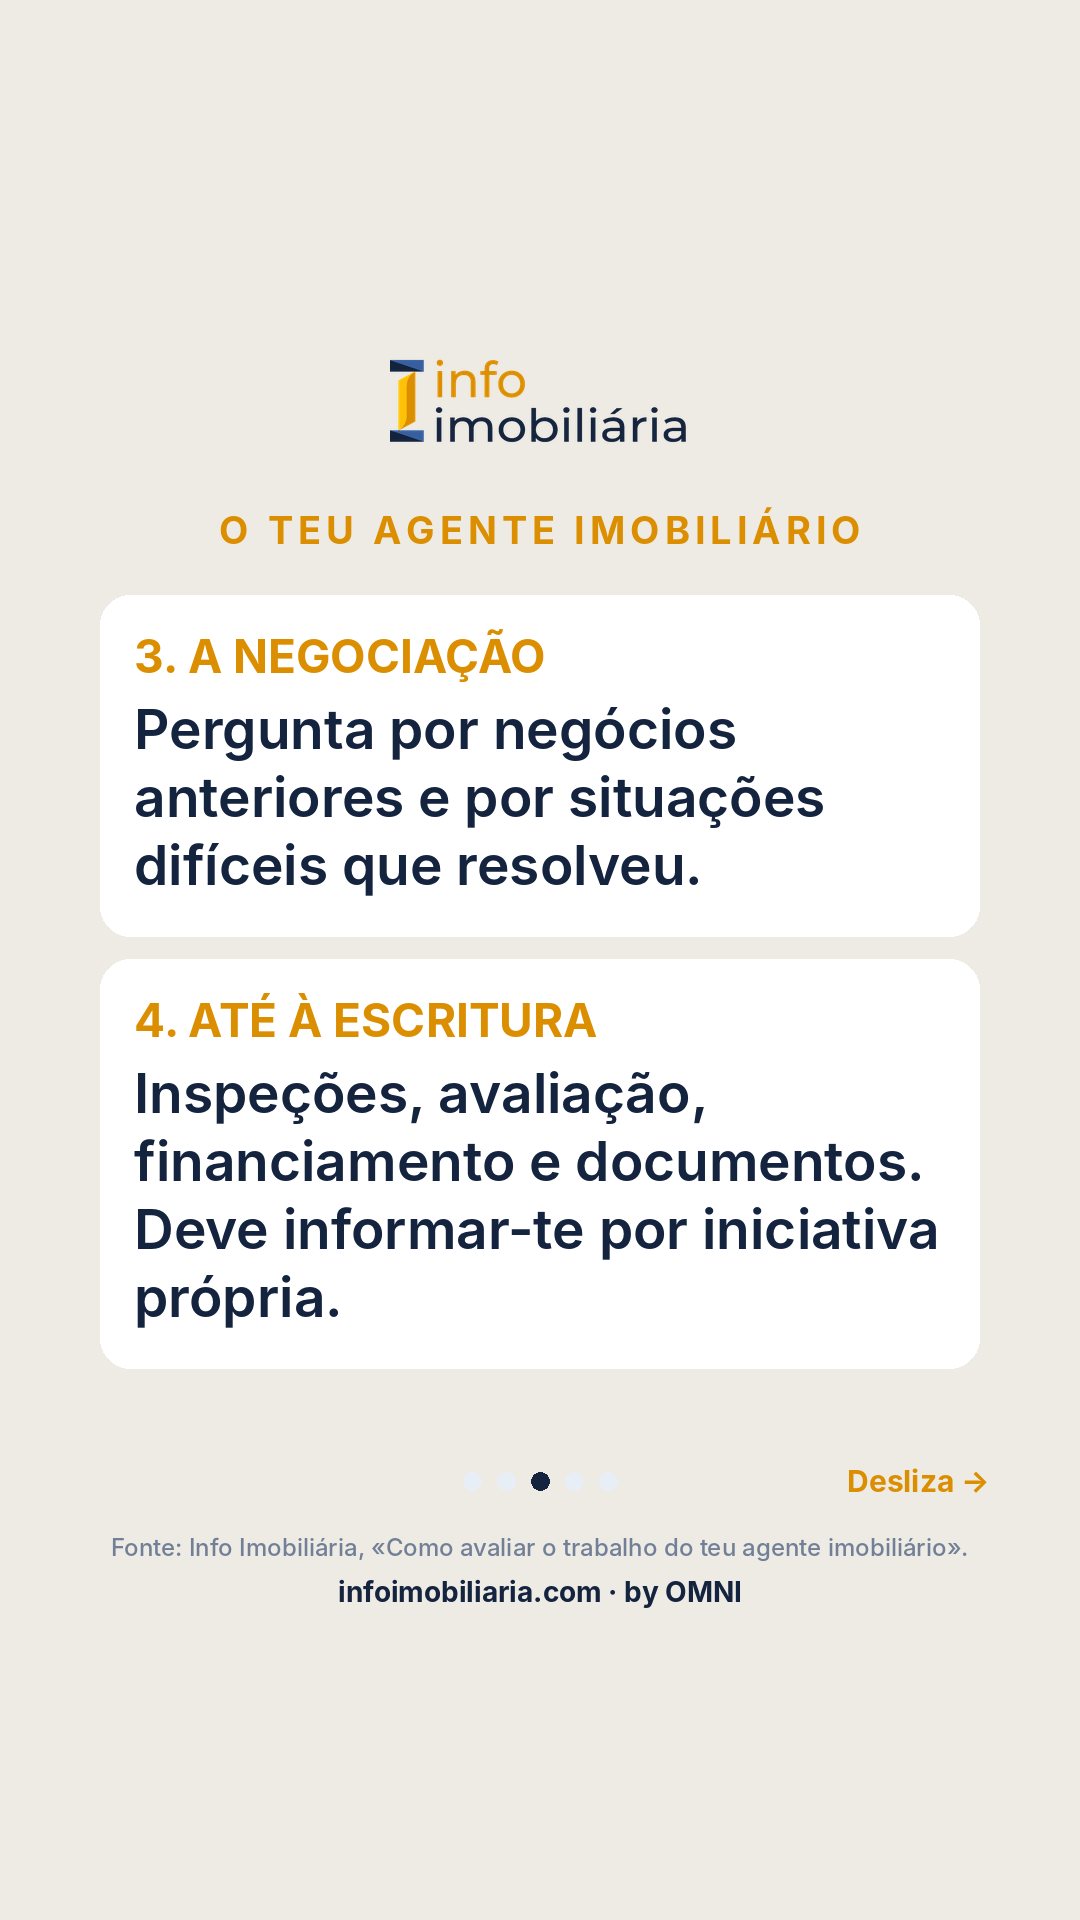 info
imobiliária
O TEU AGENTE IMOBILIÁRIO
3. A NEGOCIAÇÃO
Pergunta por negócios
anteriores e por situações
difíceis que resolveu.
4. ATÉ À ESCRITURA
Inspeções, avaliação,
financiamento e documentos.
Deve informar-te por iniciativa
própria.
Desliza →
Fonte: Info Imobiliária, «Como avaliar o trabalho do teu agente imobiliário».
infoimobiliaria.com · by OMNI